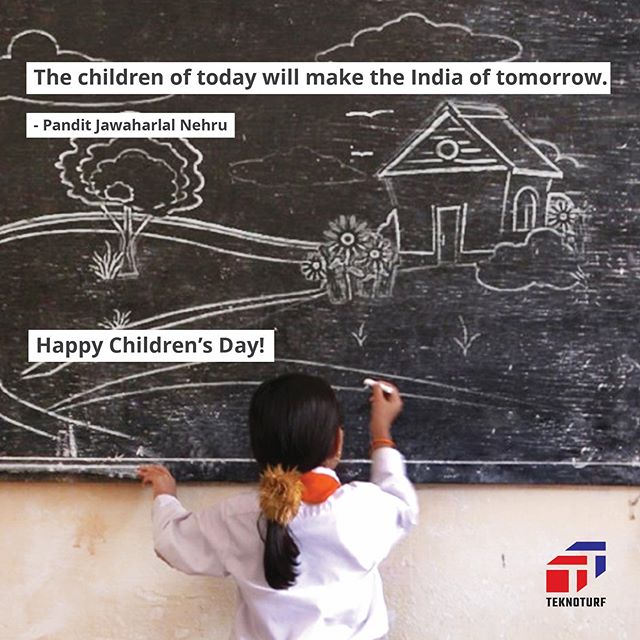 The children of today will make the India of tomorrow.
- Pandit Jawaharlal Nehru
Happy Children’s Day!
TEKNOTURF